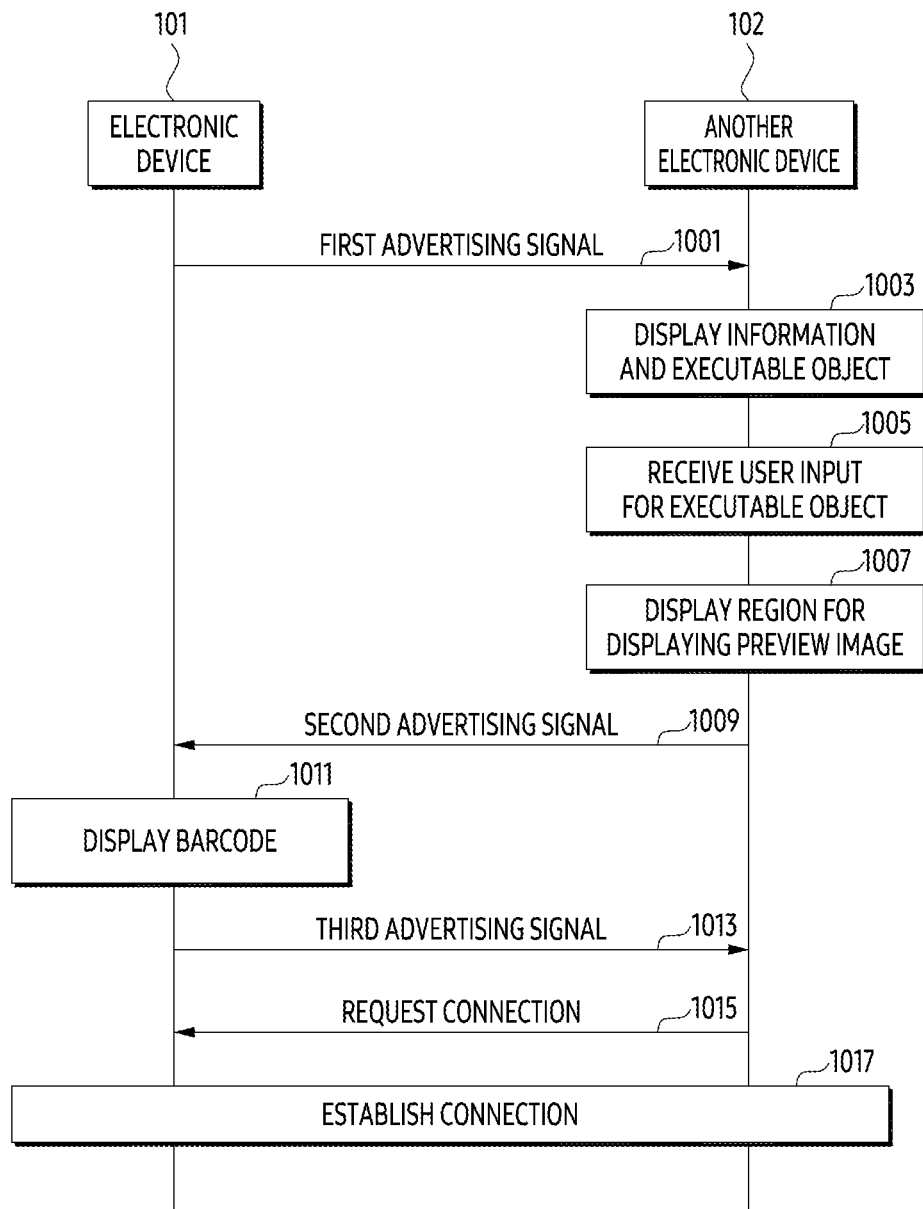 101
102
ELECTRONIC
DEVICE
ANOTHER
ELECTRONIC DEVICE
FIRST ADVERTISING SIGNAL
1001
1003
DISPLAY INFORMATION
AND EXECUTABLE OBJECT
1005
RECEIVE USER INPUT
FOR EXECUTABLE OBJECT
1007
DISPLAY REGION FOR
DISPLAYING PREVIEW IMAGE
SECOND ADVERTISING SIGNAL
1009
1011
DISPLAY BARCODE
THIRD ADVERTISING SIGNAL
1013
REQUEST CONNECTION
1015
1017
ESTABLISH CONNECTION